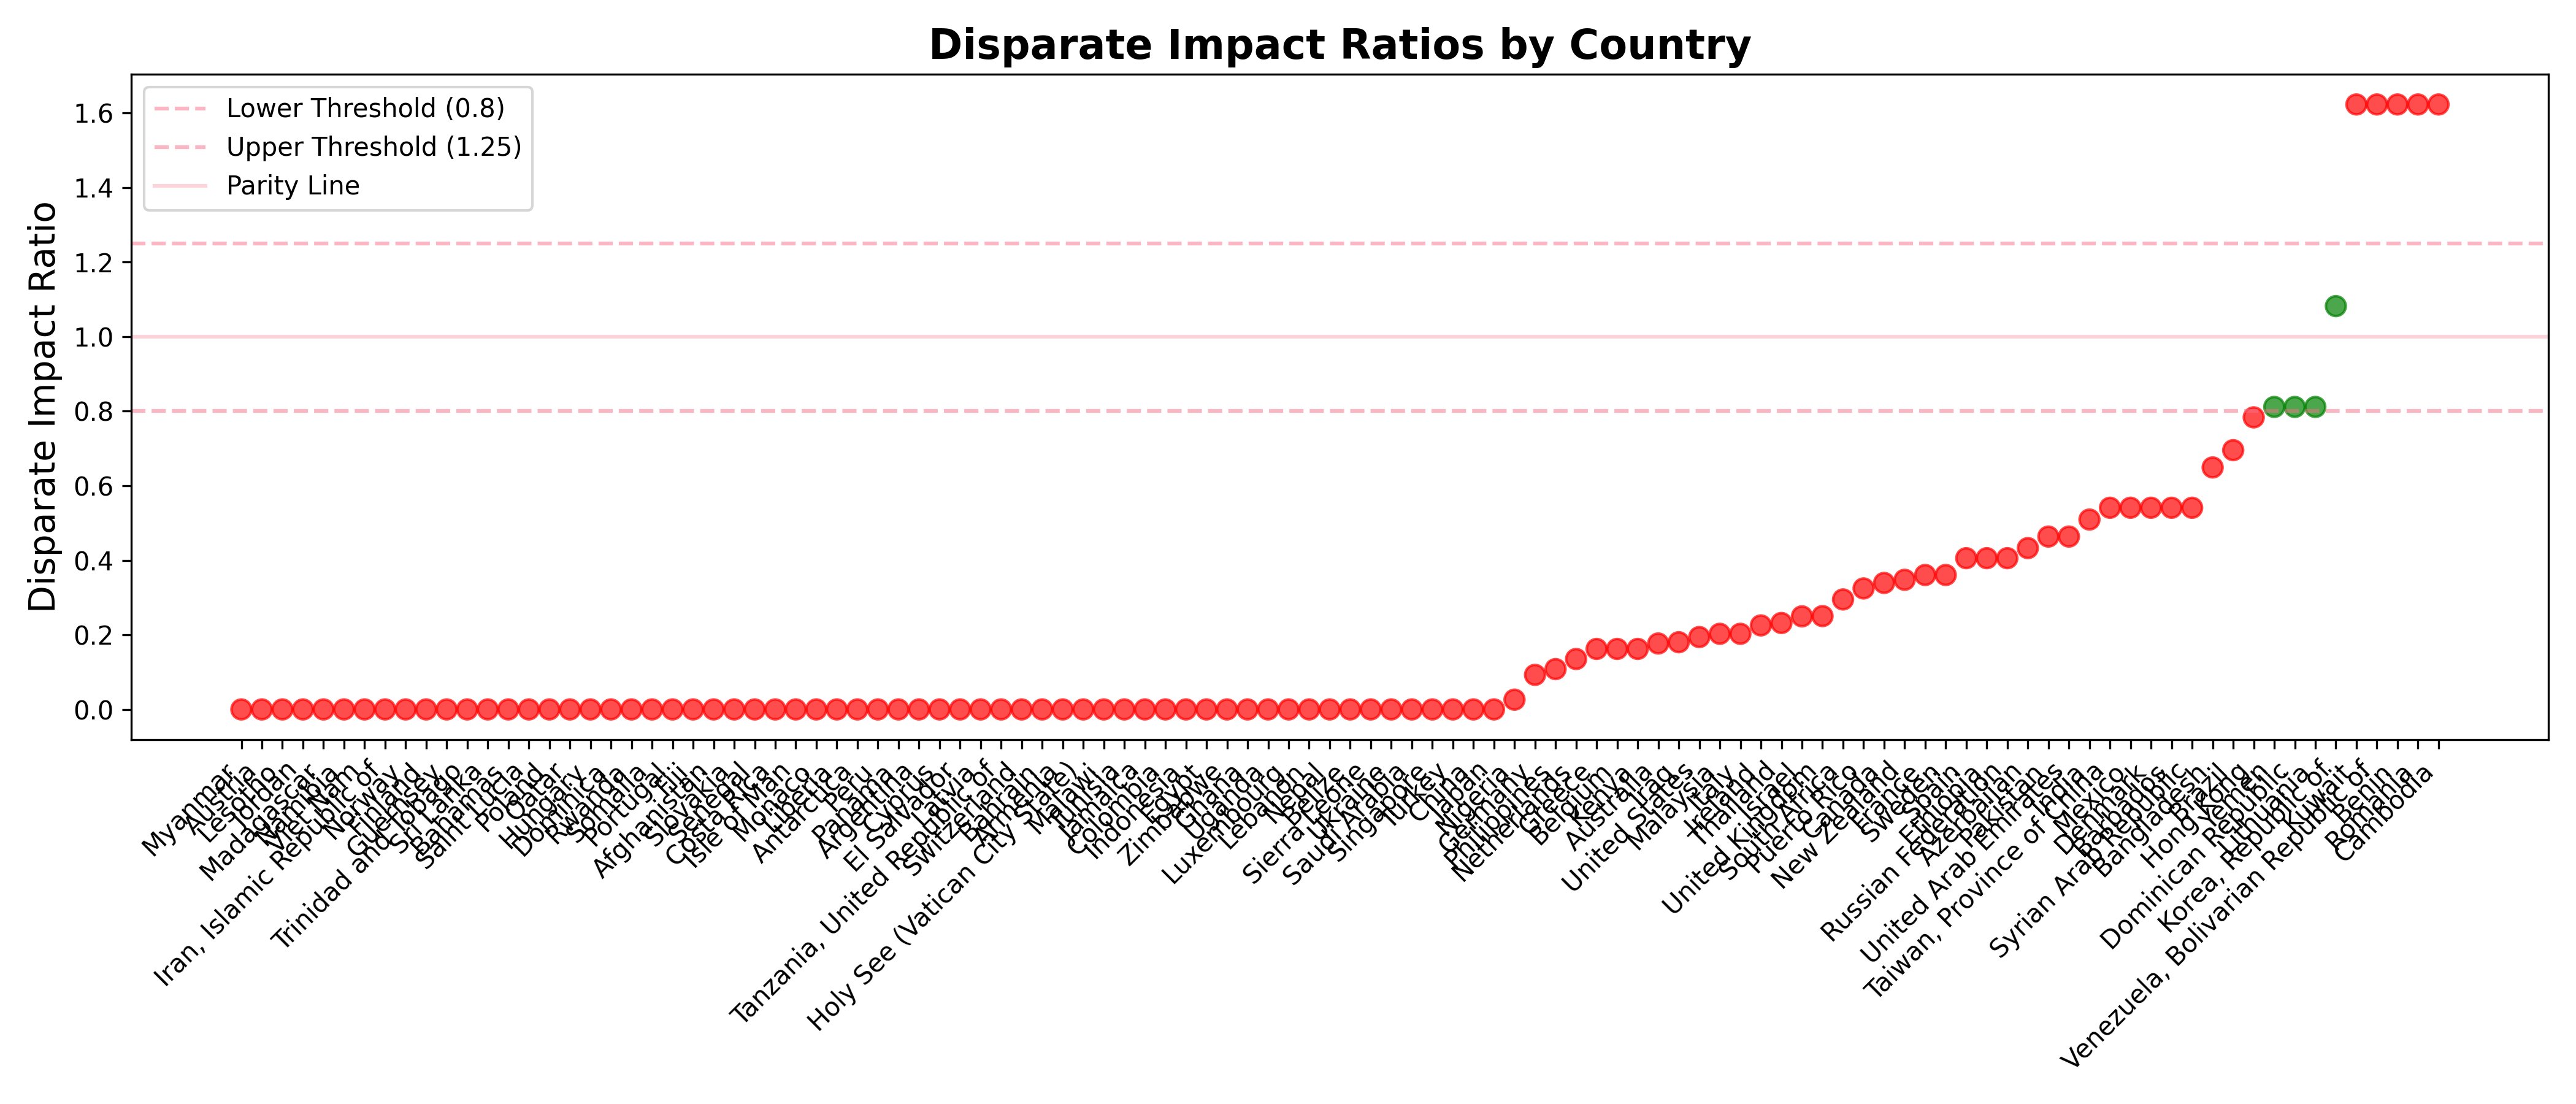 Disparate Impact Ratios by Country
Lower Threshold (0.8)
Upper Threshold (1.25)
Parity Line
Disparate Impact Ratio
1.6
1.4
1.2
1.0
0.8
0.6
0.4
0.2
0.0
Myanmar
Austria
Lesotho
Jordan
Madagascar
Namibia
Viet Nam
Iran, Islamic Republic of
Norway
Finland
Guernsey
Trinidad and Tobago
Sri Lanka
Bahamas
Saint Lucia
Poland
Qatar
Hungary
Dominica
Rwanda
Somalia
Portugal
Fiji
Afghanistan
Slovakia
Senegal
Costa Rica
Isle of Man
Monaco
Liberia
Antarctica
Peru
Panama
Argentina
Cyprus
El Salvador
Latvia
Tanzania, United Republic of
Switzerland
Bahrain
Armenia
Holy See (Vatican City State)
Malawi
Tunisia
Jamaica
Colombia
Indonesia
Egypt
Zimbabwe
Ghana
Uganda
Luxembourg
Lebanon
Nepal
Belize
Sierra Leone
Ukraine
Saudi Arabia
Singapore
Turkey
China
Nigeria
Germany
Philippines
Netherlands
Greece
Belgium
Kenya
Australia
Iraq
United States
Malaysia
Italy
Ireland
Thailand
Israel
United Kingdom
South Africa
Puerto Rico
Canada
New Zealand
France
Sweden
Spain
Ethiopia
Russian Federation
Azerbaijan
Pakistan
United Arab Emirates
India
Taiwan, Province of China
Mexico
Denmark
Barbados
Syrian Arab Republic
Bangladesh
Brazil
Hong Kong
Yemen
Dominican Republic
Lithuania
Korea, Republic of
Kuwait
Venezuela, Bolivarian Republic of
Benin
Romania
Cambodia